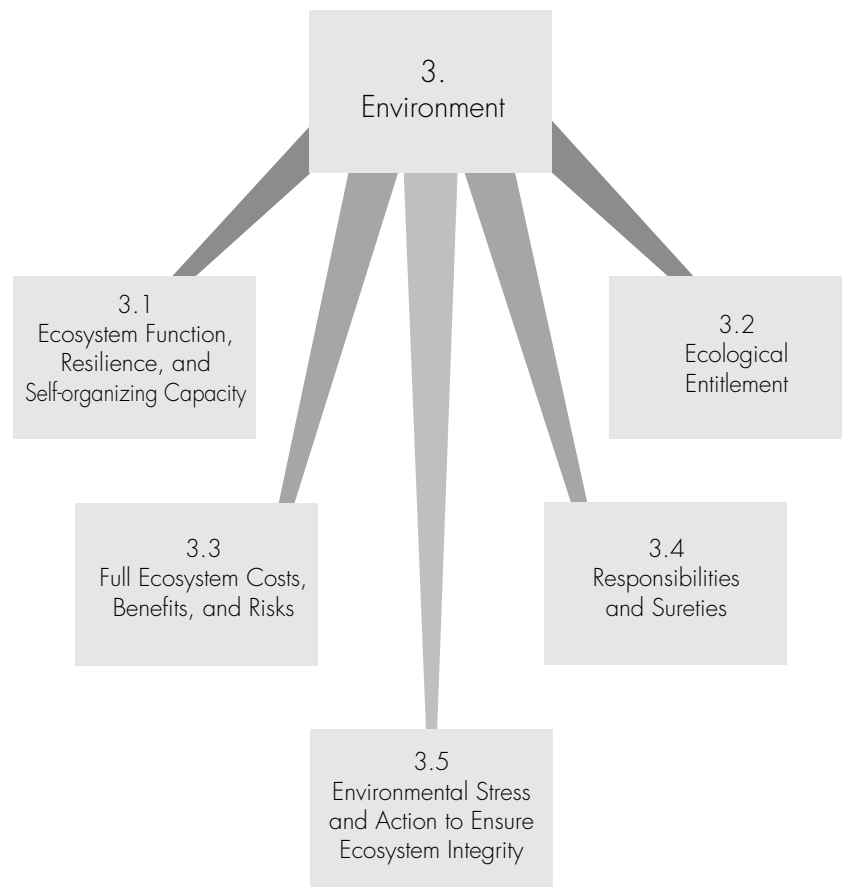 3.
Environment
3.1
Ecosystem Function,
Resilience, and
Self-organizing Capacity
3.2
Ecological
Entitlement
3.3
Full Ecosystem Costs,
Benefits, and Risks
3.4
Responsibilities
and Sureties
3.5
Environmental Stress
and Action to Ensure
Ecosystem Integrity